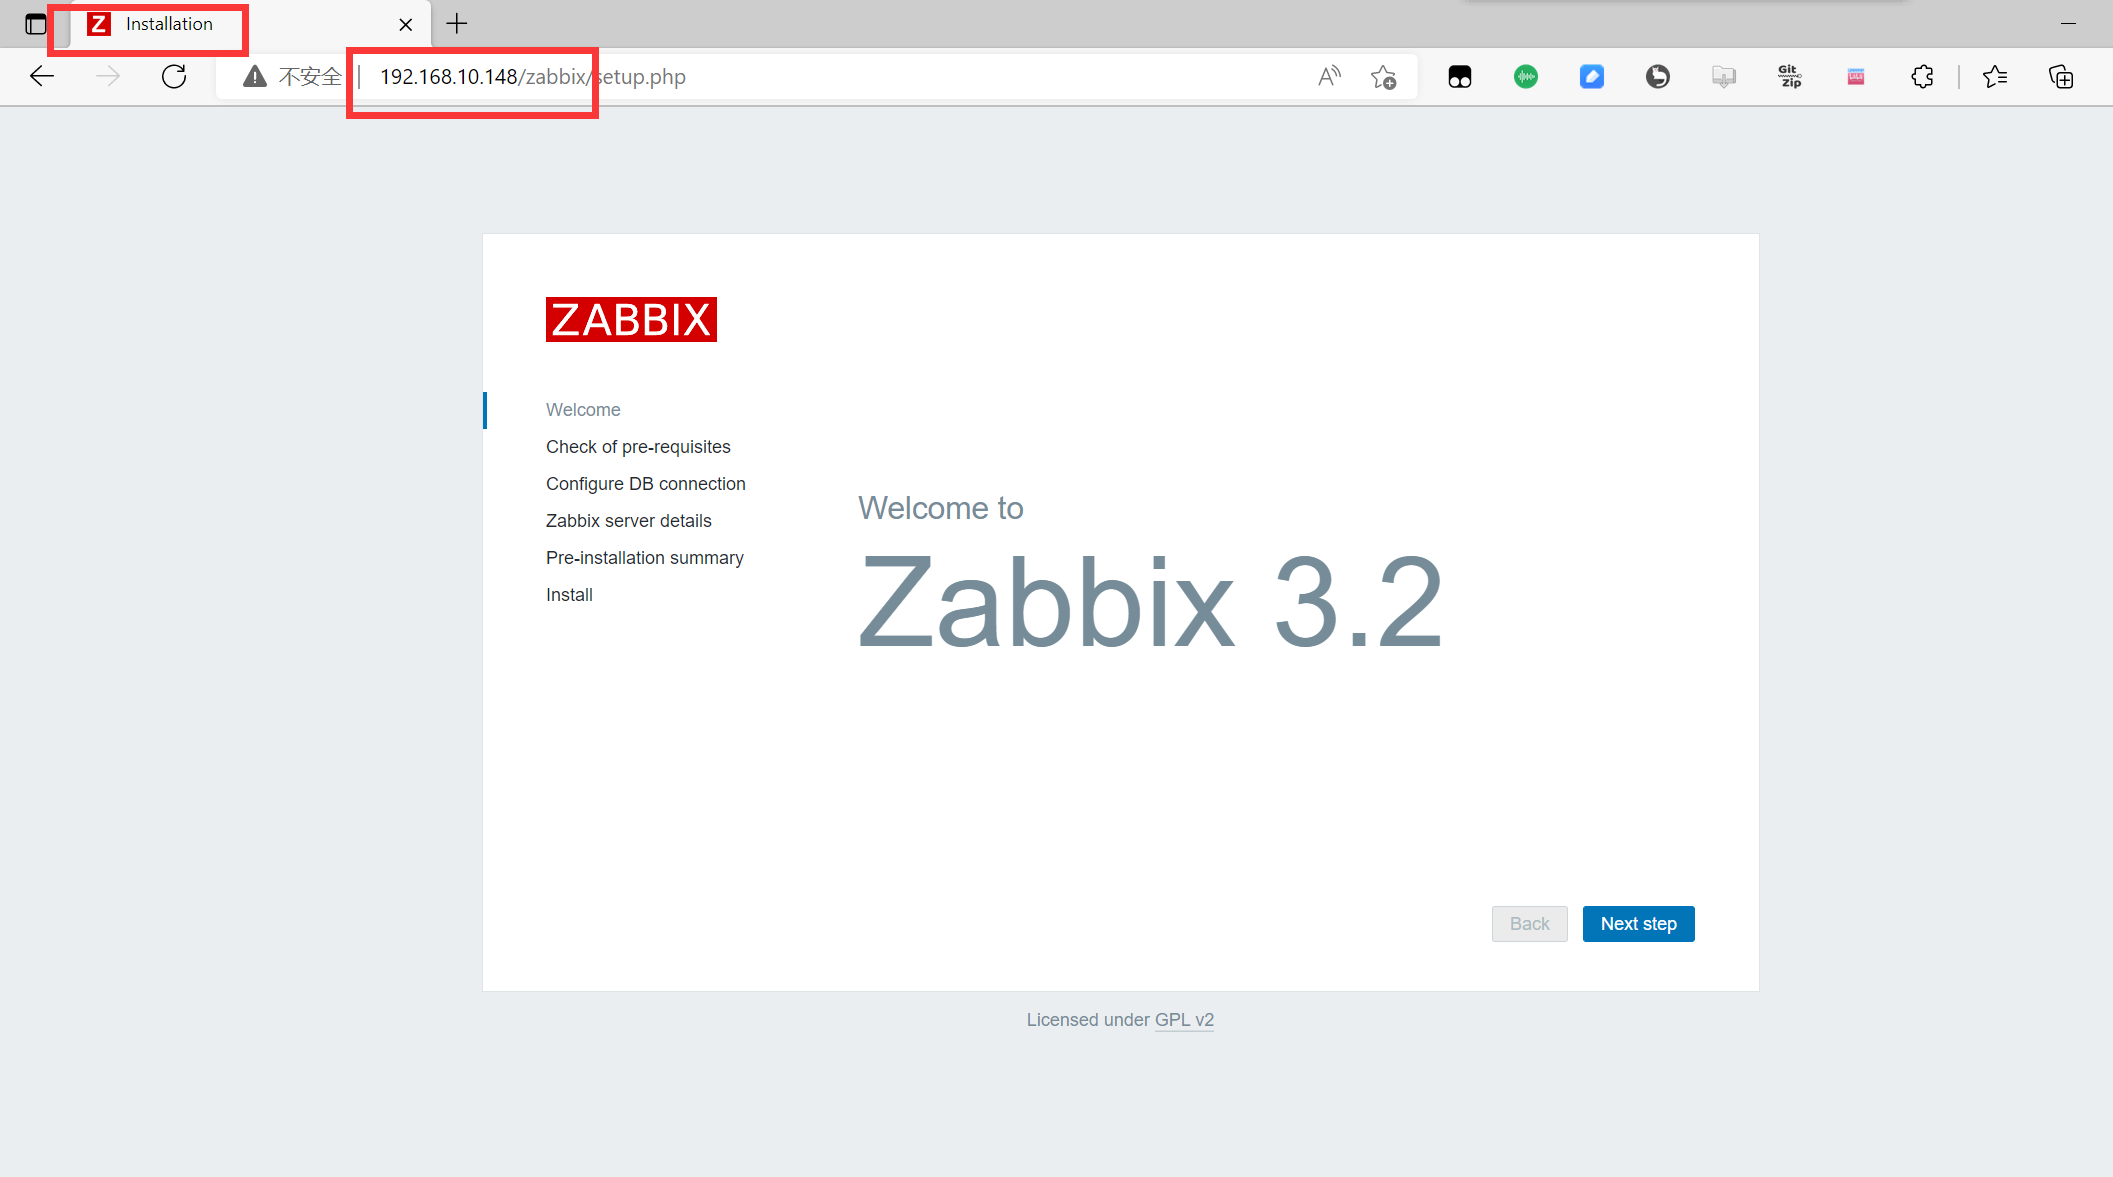 Z Installation
不安全 | 192.168.10.148/zabbix/setup.php
Git Zip
ZABBIX
Welcome
Check of pre-requisites
Configure DB connection
Zabbix server details
Pre-installation summary
Install
Welcome to
Zabbix 3.2
Back
Next step
Licensed under GPL v2